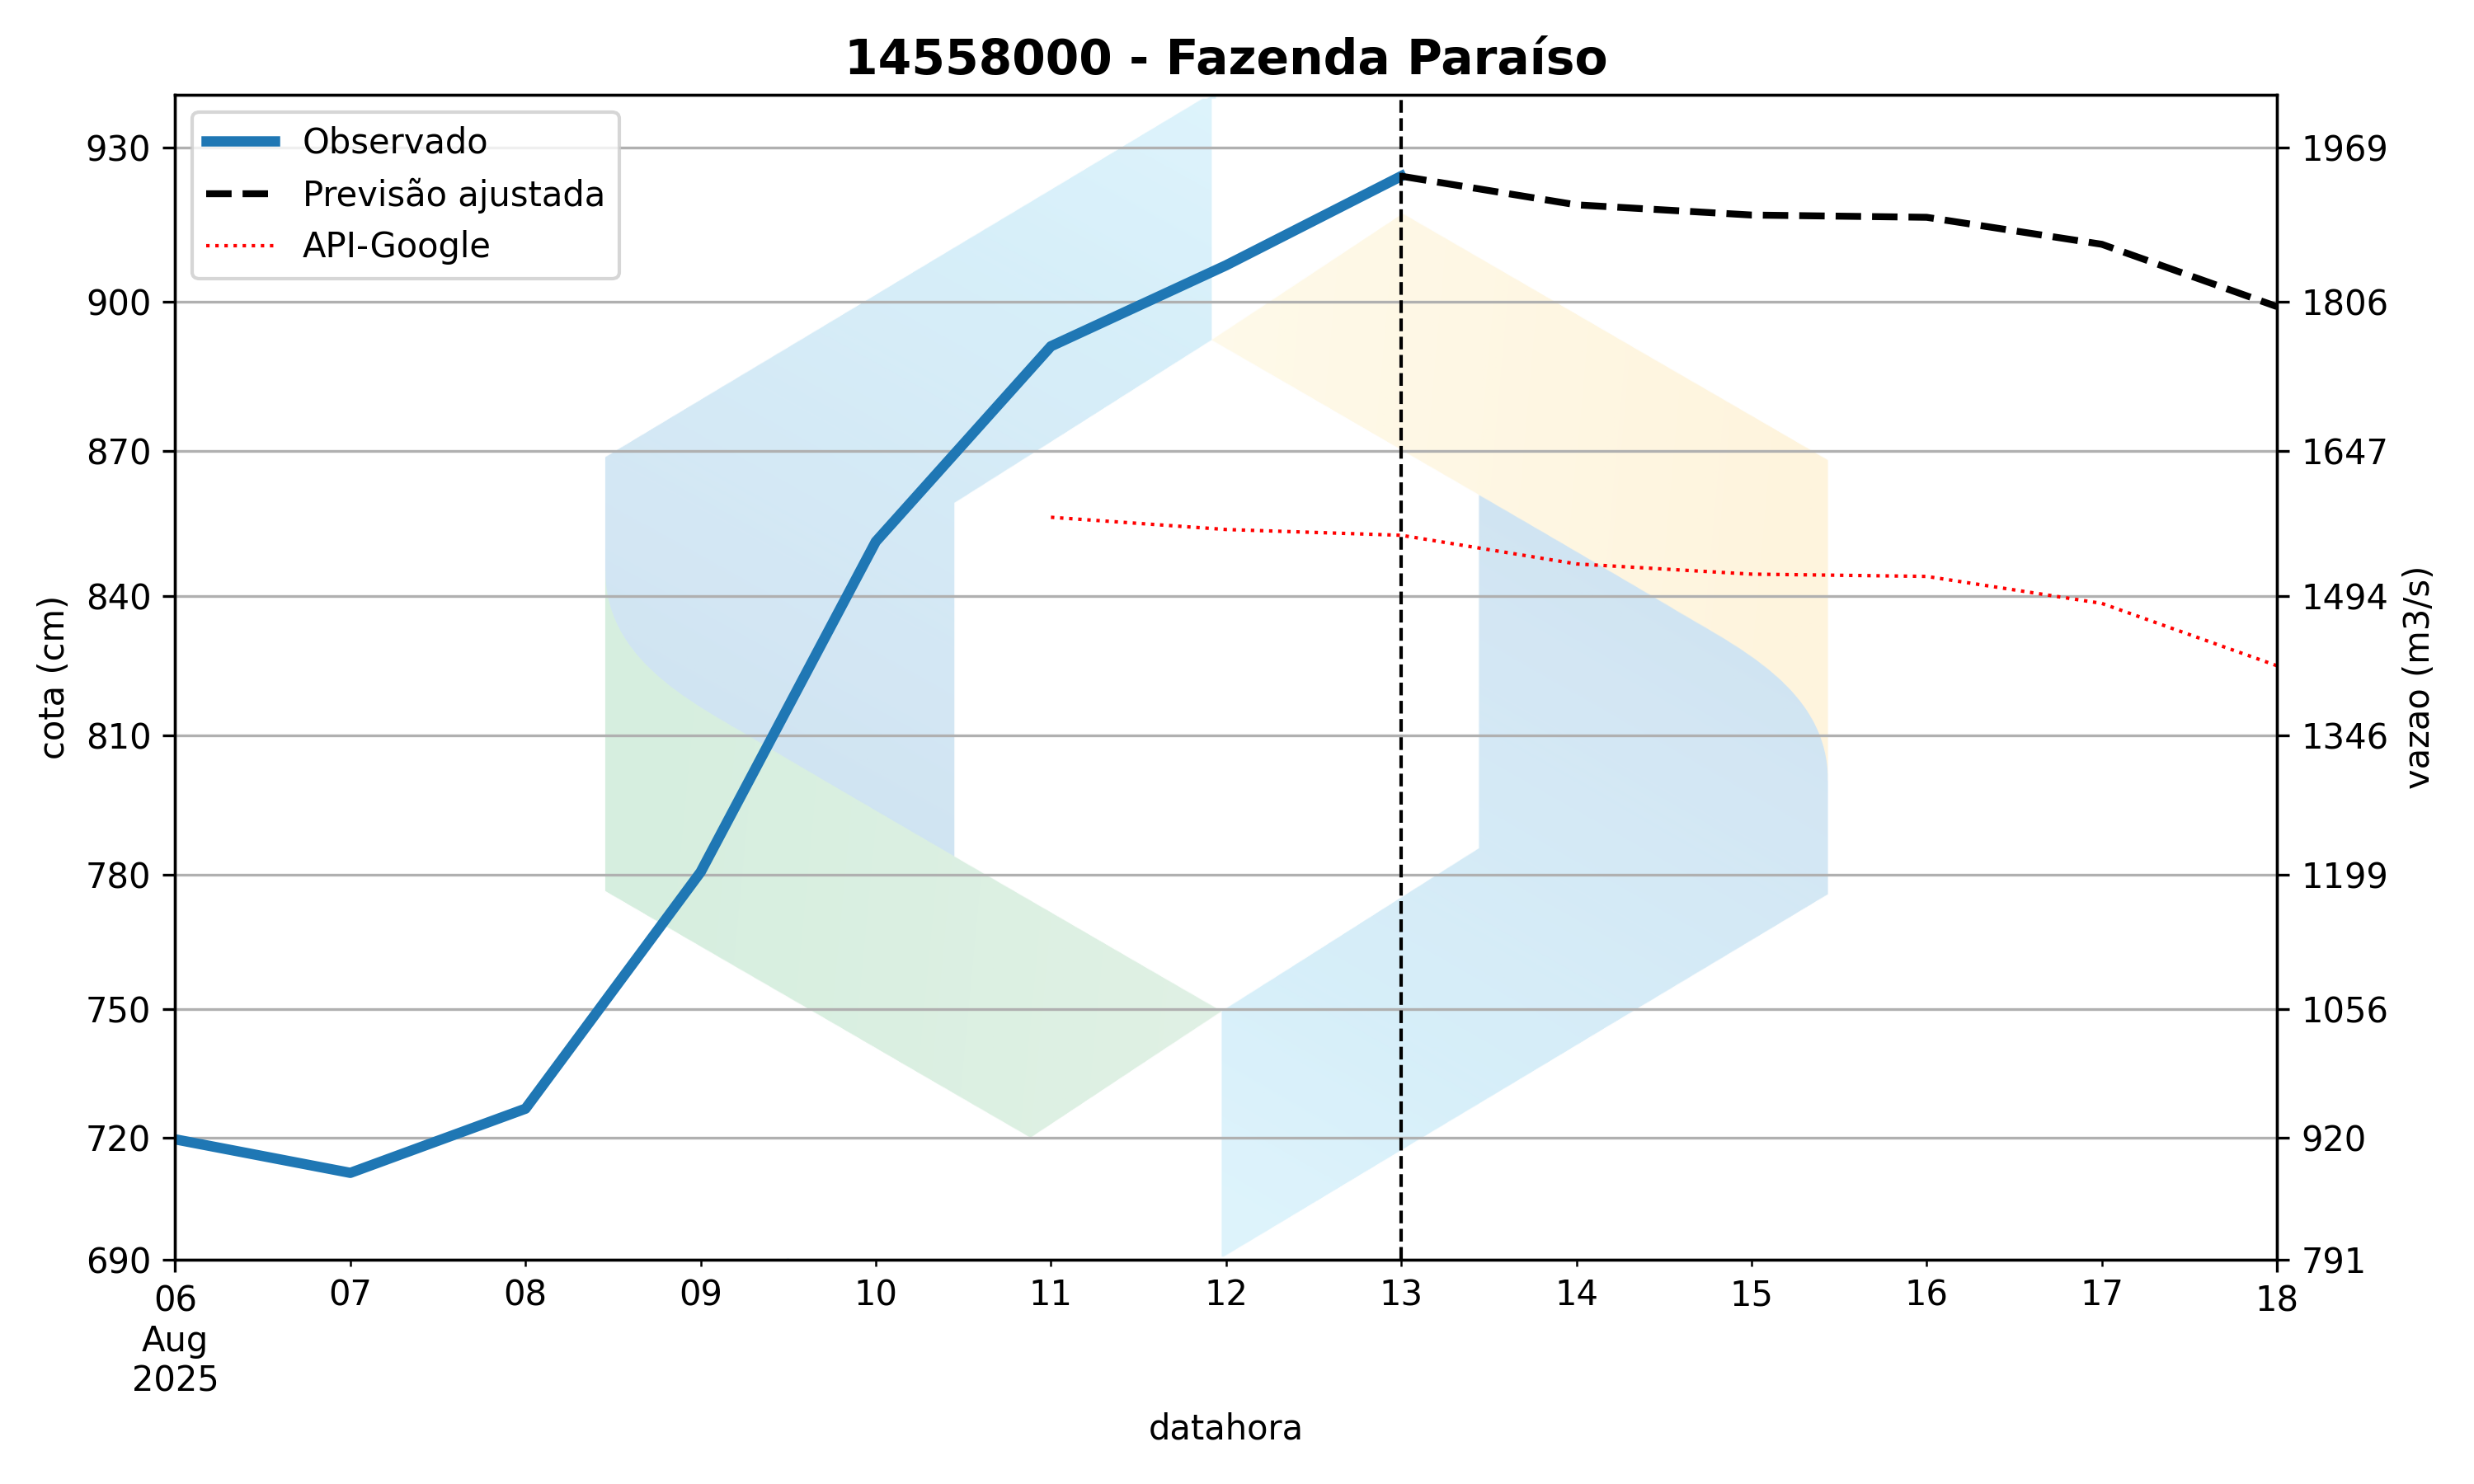 14558000 - Fazenda Paraíso
Observado
Previsão ajustada
API-Google
930
900
870
840
810
780
750
720
690
cota (cm)
1969
1806
1647
1494
1346
1199
1056
920
791
vazao (m3/s)
06 07 08 09 10 11 12 13 14 15 16 17 18
Aug
2025
datahora